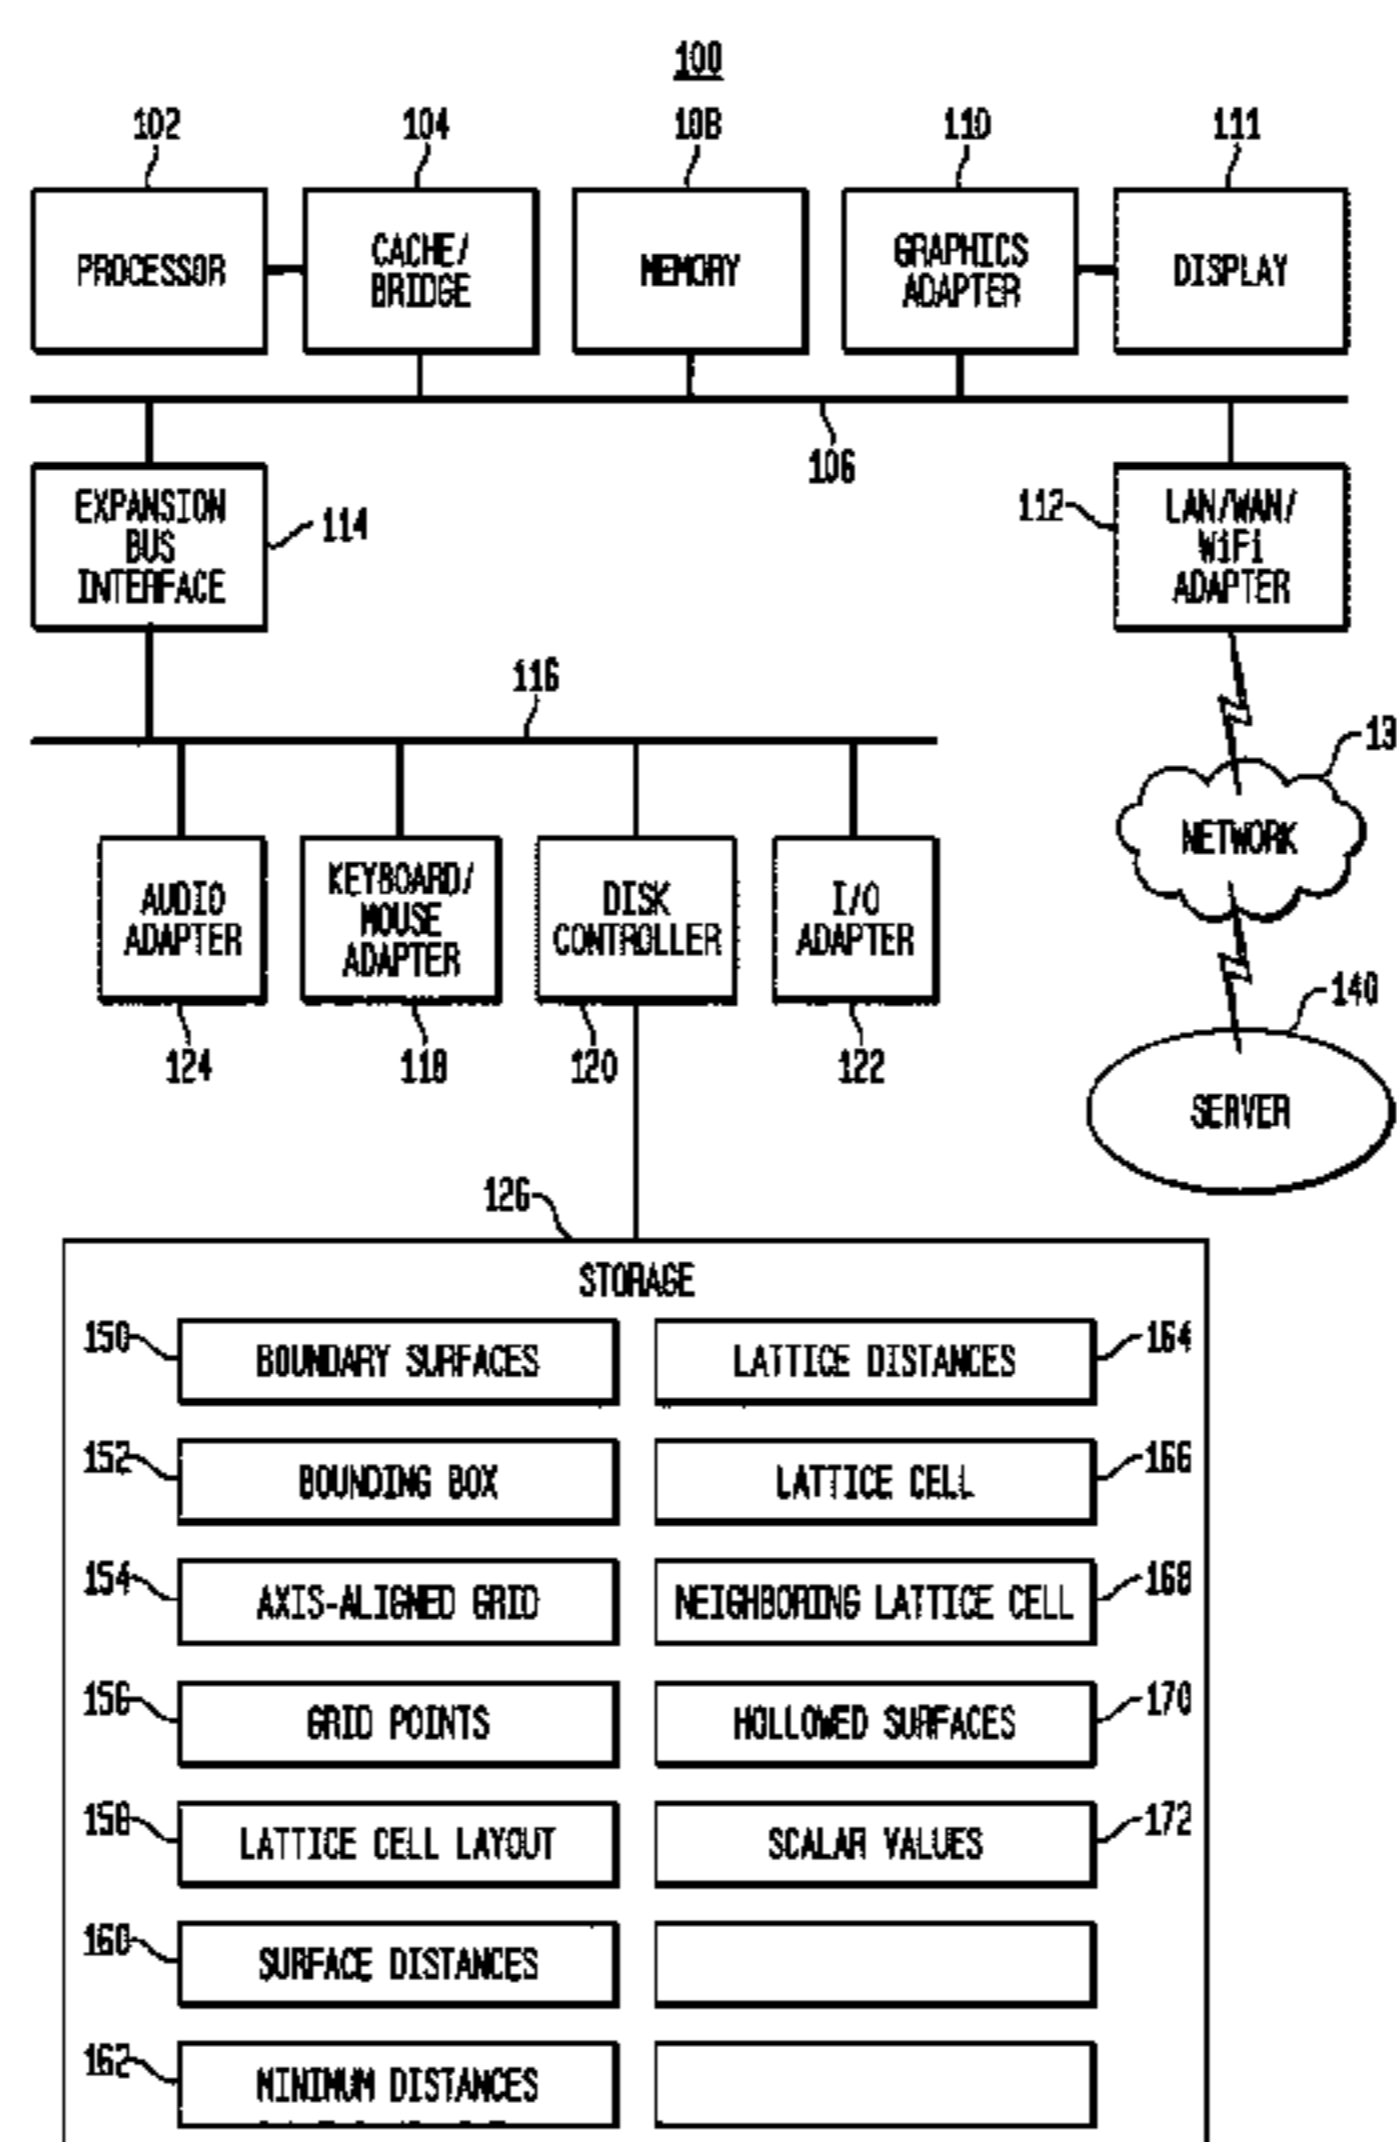 100
102 104 108 110 111
PROCESSOR
CACHE/
BRIDGE
MEMORY
GRAPHICS
ADAPTER
DISPLAY
106
EXPANSION
BUS
INTERFACE
114
112
LAN/WAN/
WiFi
ADAPTER
116
13
NETWORK
AUDIO
ADAPTER
KEYBOARD/
MOUSE
ADAPTER
DISK
CONTROLLER
I/O
ADAPTER
124 118 120 122
140
SERVER
126
STORAGE
150 BOUNDARY SURFACES
LATTICE DISTANCES 164
152 BOUNDING BOX
LATTICE CELL 166
154 AXIS-ALIGNED GRID
NEIGHBORING LATTICE CELL 168
156 GRID POINTS
HOLLOWED SURFACES 170
158 LATTICE CELL LAYOUT
SCALAR VALUES 172
160 SURFACE DISTANCES
162 MINIMUM DISTANCES